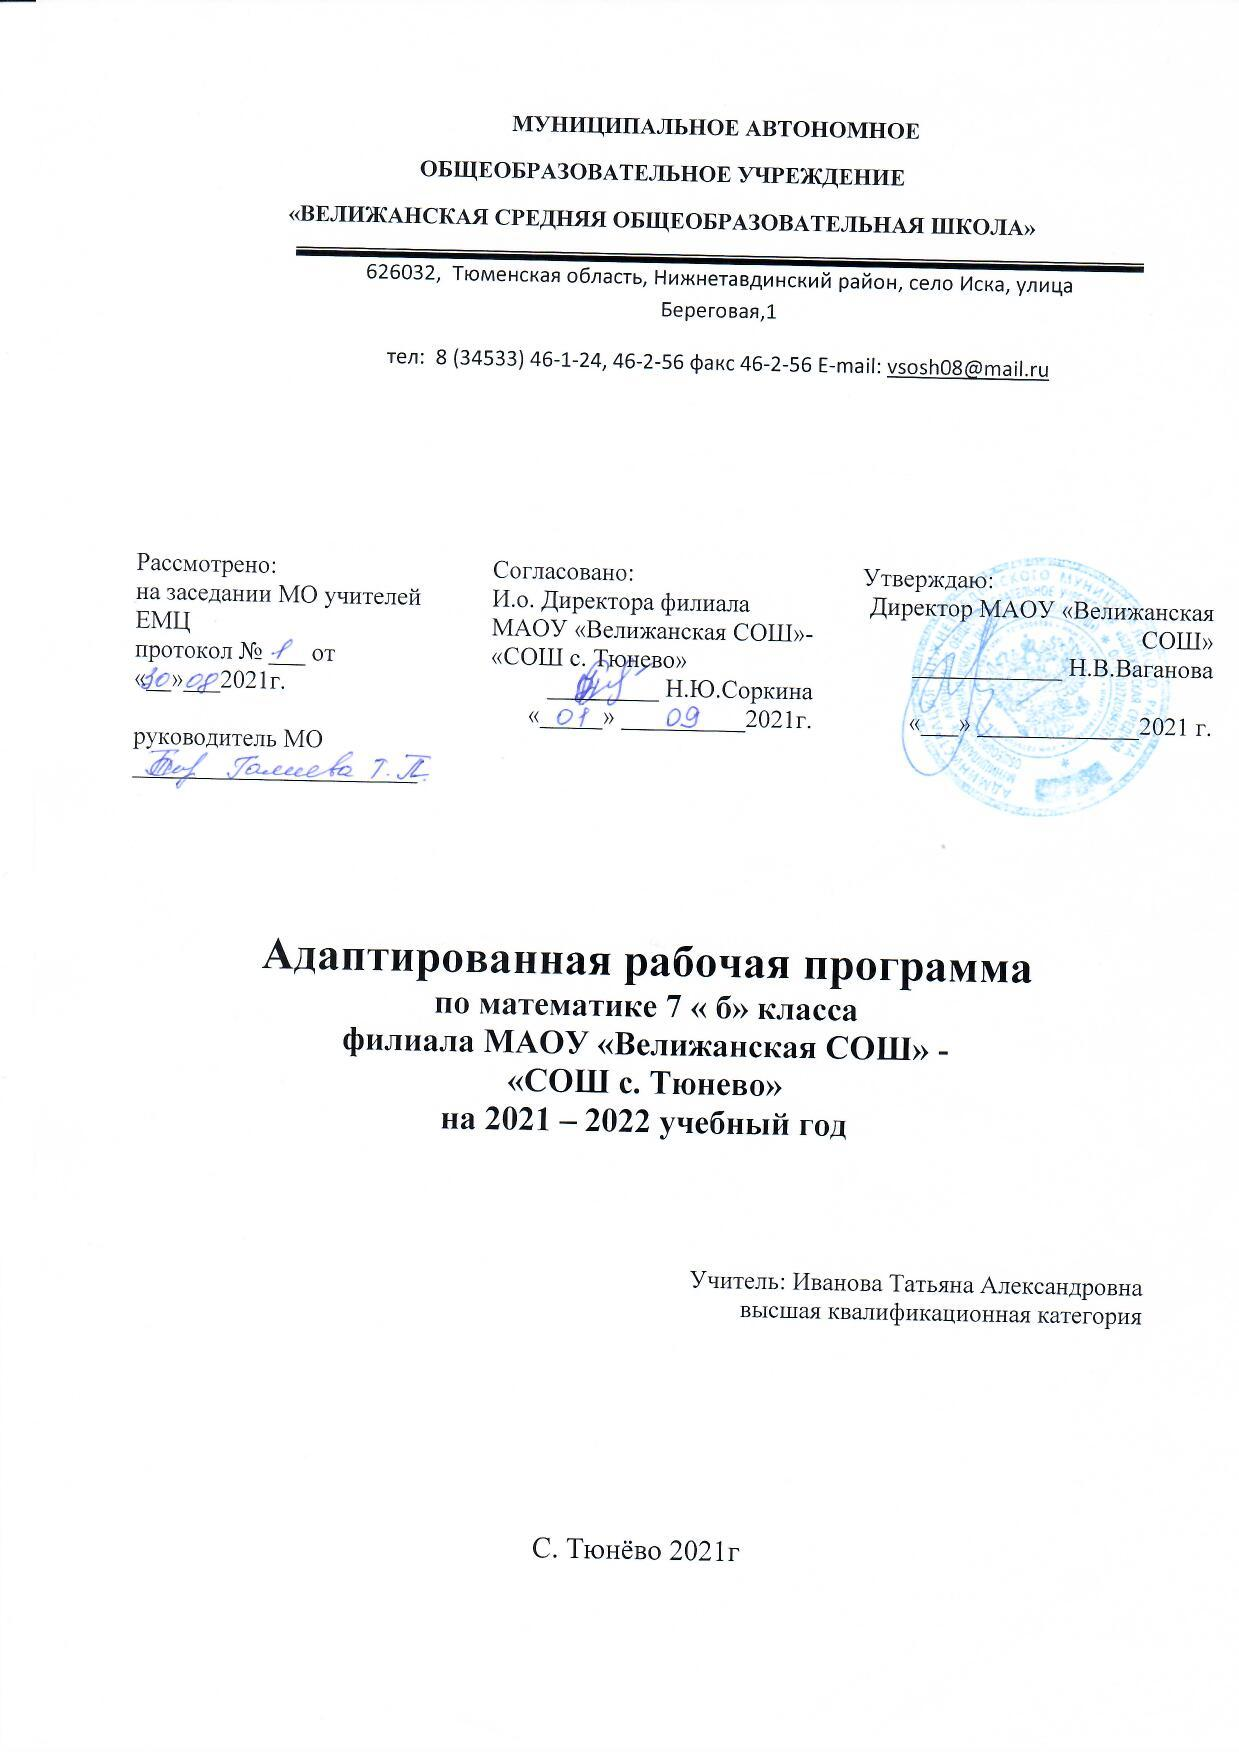 МУНИЦИПАЛЬНОЕ АВТОНОМНОЕ
ОБЩЕОБРАЗОВАТЕЛЬНОЕ УЧРЕЖДЕНИЕ
«ВЕЛИЖАНСКАЯ СРЕДНЯЯ ОБЩЕОБРАЗОВАТЕЛЬНАЯ ШКОЛА»
626032, Тюменская область, Нижнетавдинский район, село Иска, улица
Береговая,1
тел: 8 (34533) 46-1-24, 46-2-56 факс 46-2-56 E-mail: vsosh08@mail.ru
Рассмотрено:
на заседании МО учителей
ЕМЦ
протокол № 1 от
«30» 08 2021г.
руководитель МО
Галиева Т. П.
Согласовано:
И.о. Директора филиала
МАОУ «Велижанская СОШ»-
«СОШ с. Тюнево»
Н.Ю.Соркина
« 01 » 09 2021г.
Утверждаю:
Директор МАОУ «Велижанская
СОШ»
____________ Н.В.Ваганова
«___» _____________2021 г.
Адаптированная рабочая программа
по математике 7 « б» класса
филиала МАОУ «Велижанская СОШ» -
«СОШ с. Тюнево»
на 2021 – 2022 учебный год
Учитель: Иванова Татьяна Александровна
высшая квалификационная категория
С. Тюнёво 2021г